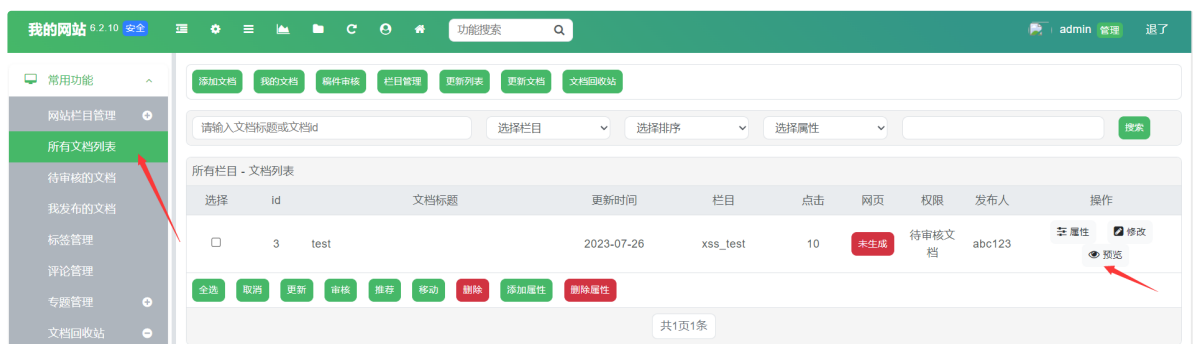 我的网站 6.2.10 安全 功能搜索 admin 管理 退了
常用功能
网站栏目管理
所有文档列表
待审核的文档
我发布的文档
标签管理
评论管理
专题管理
文档回收站
添加文档 我的文档 稿件审核 栏目管理 更新列表 更新文档 文档回收站
请输入文档标题或文档id 选择栏目 选择排序 选择属性 搜索
所有栏目 - 文档列表
选择 id 文档标题 更新时间 栏目 点击 网页 权限 发布人 操作
3 test 2023-07-26 xss_test 10 未生成 待审核文档 abc123 属性 修改
预览
全选 取消 更新 审核 推荐 移动 删除 添加属性 删除属性
共1页1条